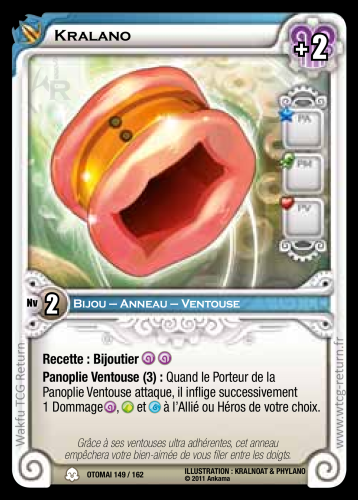 KRALANO
+2
PA
PM
PV
Nv 2
BIJOU – ANNEAU – VENTOUSE
Recette : Bijoutier
Panoplie Ventouse (3) : Quand le Porteur de la
Panoplie Ventouse attaque, il inflige successivement
1 Dommage , et à l'Allié ou Héros de votre choix.
Grâce à ses ventouses ultra adhérentes, cet anneau
empêchera votre bien-aimée de vous filer entre les doigts.
OTOMAI 149 / 162
ILLUSTRATION : KRALNOAT & PHYLANO
© 2011 Ankama
Wakfu TCG Return
www.wtcg-return.fr